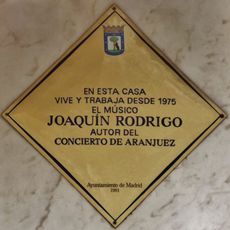 EN ESTA CASA
VIVE Y TRABAJA DESDE 1975
EL MÚSICO
JOAQUÍN RODRIGO
AUTOR DEL
CONCIERTO DE ARANJUEZ
Ayuntamiento de Madrid
1991